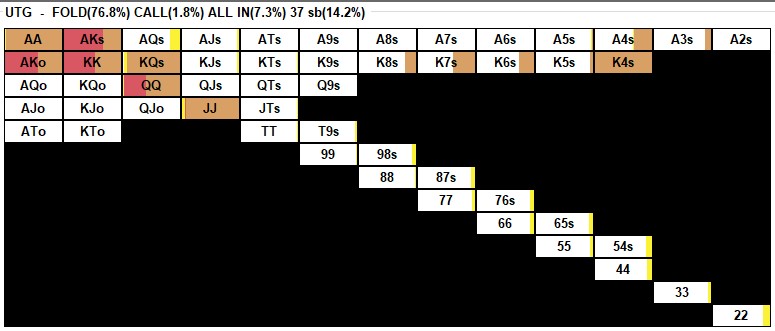 UTG - FOLD(76.8%) CALL(1.8%) ALL IN(7.3%) 37 sb(14.2%)
AA AKs AQs AJs ATs A9s A8s A7s A6s A5s A4s A3s A2s
AKo KK KQs KJs KTs K9s K8s K7s K6s K5s K4s
AQo KQo QQ QJs QTs Q9s
AJo KJo QJo JJ JTs
ATo KTo TT T9s
99 98s
88 87s
77 76s
66 65s
55 54s
44
33
22